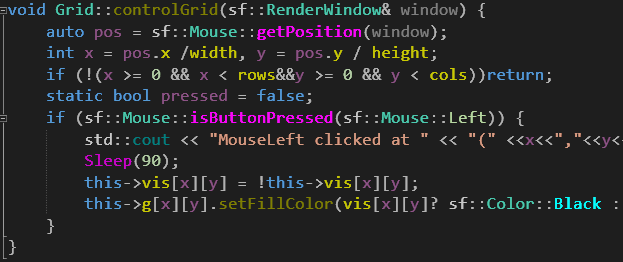 void Grid::controlGrid(sf::RenderWindow& window) {
auto pos = sf::Mouse::getPosition(window);
int x = pos.x /width, y = pos.y / height;
if (!(x >= 0 && x < rows&&y >= 0 && y < cols))return;
static bool pressed = false;
if (sf::Mouse::isButtonPressed(sf::Mouse::Left)) {
std::cout << "MouseLeft clicked at " << "(" <<x<<","<<y<
Sleep(90);
this->vis[x][y] = !this->vis[x][y];
this->g[x][y].setFillColor(vis[x][y]? sf::Color::Black :
}
}